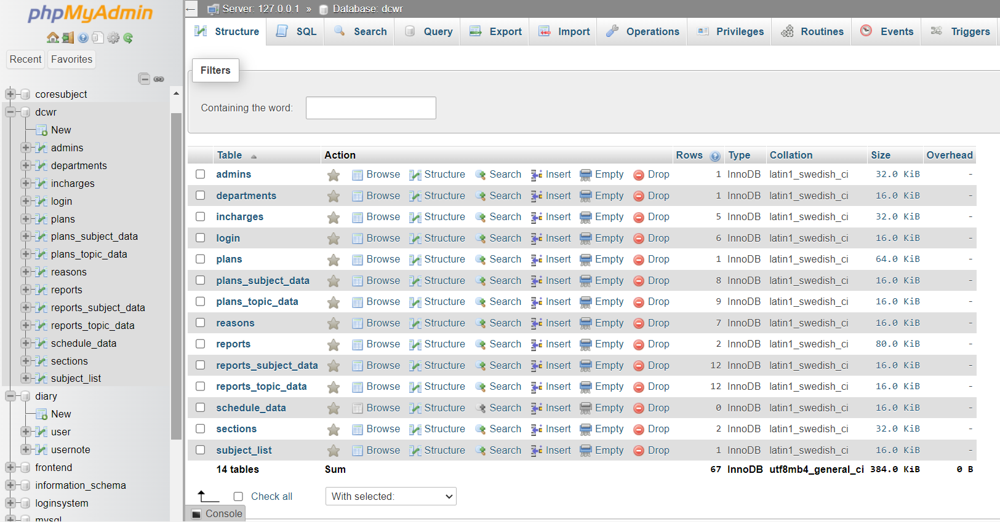 phpMyAdmin
Recent Favorites
coresubject
dcwr
New
admins
departments
incharges
login
plans
plans_subject_data
plans_topic_data
reasons
reports
reports_subject_data
reports_topic_data
schedule_data
sections
subject_list
diary
New
user
usernote
frontend
information_schema
loginsystem
mysql
← Server: 127.0.0.1 » Database: dcwr
Structure SQL Search Query Export Import Operations Privileges Routines Events Triggers
Filters
Containing the word:
Table Action Rows Type Collation Size Overhead
admins Browse Structure Search Insert Empty Drop 1 InnoDB latin1_swedish_ci 32.0 KiB -
departments Browse Structure Search Insert Empty Drop 1 InnoDB latin1_swedish_ci 16.0 KiB -
incharges Browse Structure Search Insert Empty Drop 5 InnoDB latin1_swedish_ci 32.0 KiB -
login Browse Structure Search Insert Empty Drop 6 InnoDB latin1_swedish_ci 16.0 KiB -
plans Browse Structure Search Insert Empty Drop 1 InnoDB latin1_swedish_ci 64.0 KiB -
plans_subject_data Browse Structure Search Insert Empty Drop 8 InnoDB latin1_swedish_ci 16.0 KiB -
plans_topic_data Browse Structure Search Insert Empty Drop 9 InnoDB latin1_swedish_ci 16.0 KiB -
reasons Browse Structure Search Insert Empty Drop 7 InnoDB latin1_swedish_ci 16.0 KiB -
reports Browse Structure Search Insert Empty Drop 2 InnoDB latin1_swedish_ci 80.0 KiB -
reports_subject_data Browse Structure Search Insert Empty Drop 12 InnoDB latin1_swedish_ci 16.0 KiB -
reports_topic_data Browse Structure Search Insert Empty Drop 12 InnoDB latin1_swedish_ci 16.0 KiB -
schedule_data Browse Structure Search Insert Empty Drop 0 InnoDB latin1_swedish_ci 16.0 KiB -
sections Browse Structure Search Insert Empty Drop 2 InnoDB latin1_swedish_ci 32.0 KiB -
subject_list Browse Structure Search Insert Empty Drop 1 InnoDB latin1_swedish_ci 16.0 KiB -
14 tables Sum 67 InnoDB utf8mb4_general_ci 384.0 KiB 0 B
Check all With selected:
Console